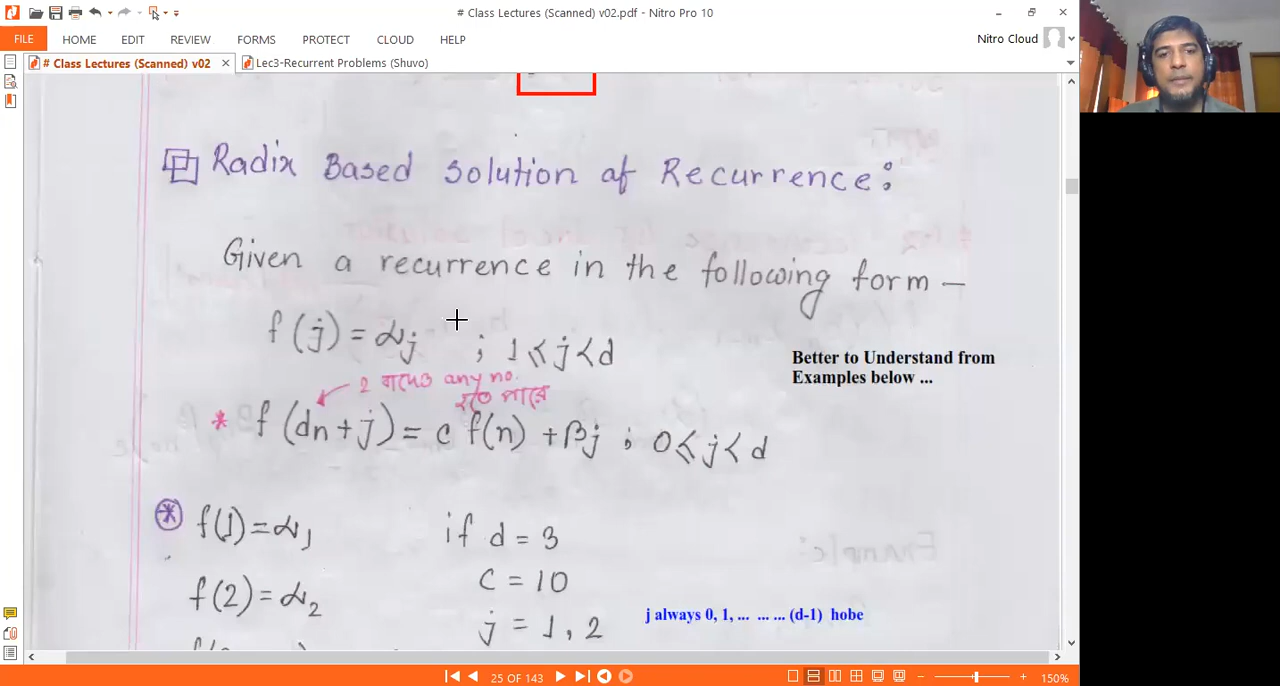 # Class Lectures (Scanned) v02.pdf - Nitro Pro 10
FILE HOME EDIT REVIEW FORMS PROTECT CLOUD HELP
Nitro Cloud
# Class Lectures (Scanned) v02 Lec3-Recurrent Problems (Shuvo)
Radix Based solution of Recurrence:
Given a recurrence in the following form —
f(j) = αj ; 1 ≤ j < d
Better to Understand from
Examples below ...
2 বাদেও any no.
হতে পারে
* f(dn+j) = c f(n) + βj ; 0 ≤ j < d
* f(1) = α1 if d = 3
f(2) = α2 c = 10
j = 1, 2
j always 0, 1, ... ... ... (d-1) hobe
25 OF 143
150%